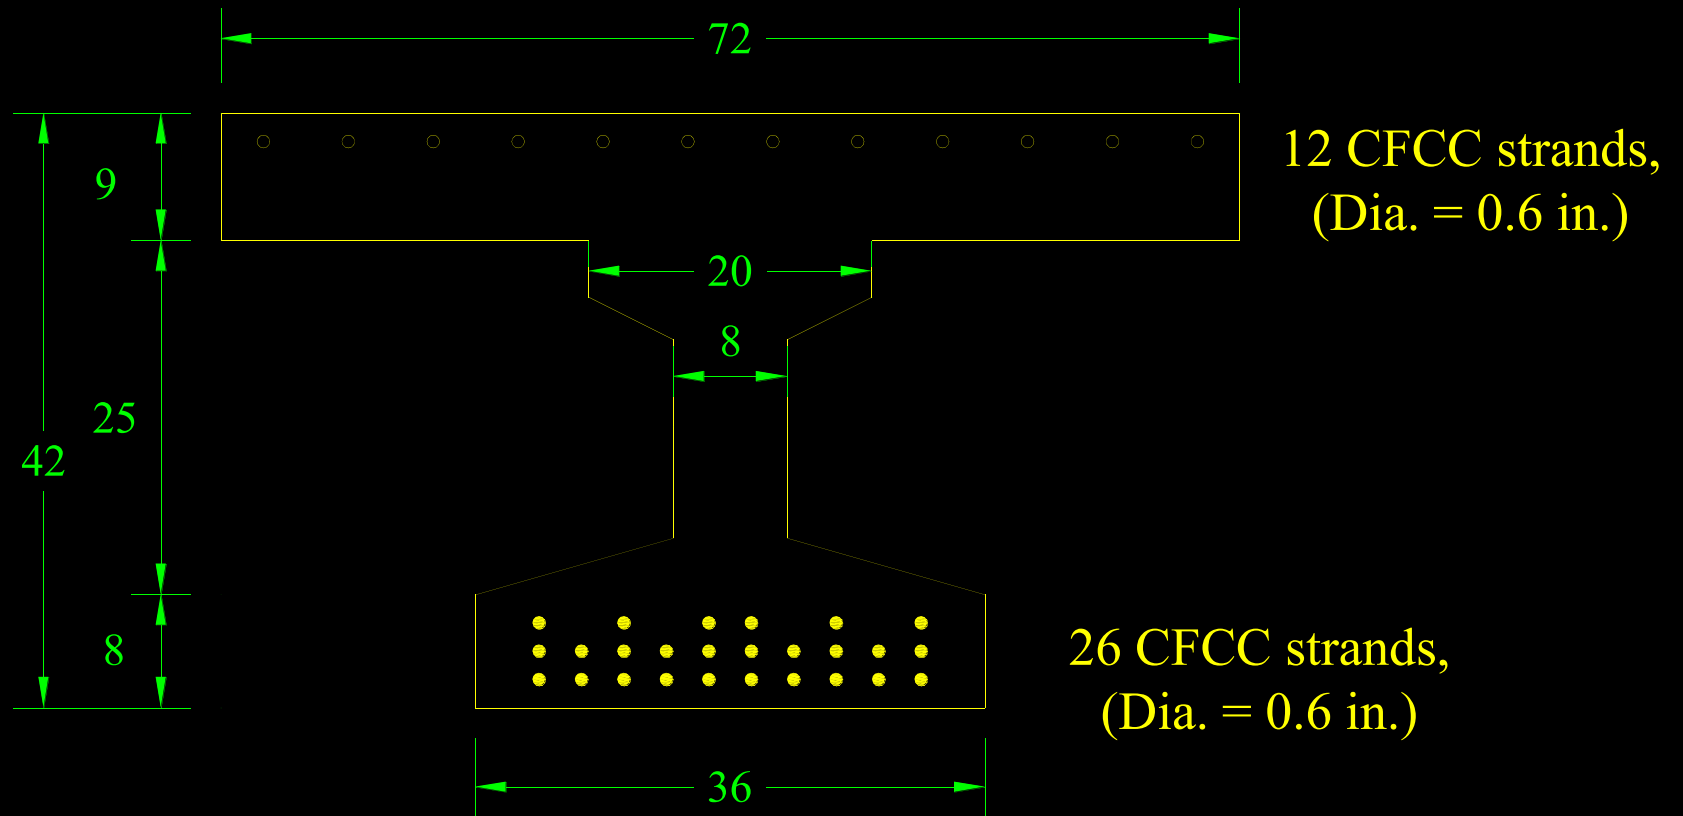 72
12 CFCC strands,
(Dia. = 0.6 in.)
9
20
8
25
42
26 CFCC strands,
(Dia. = 0.6 in.)
8
36